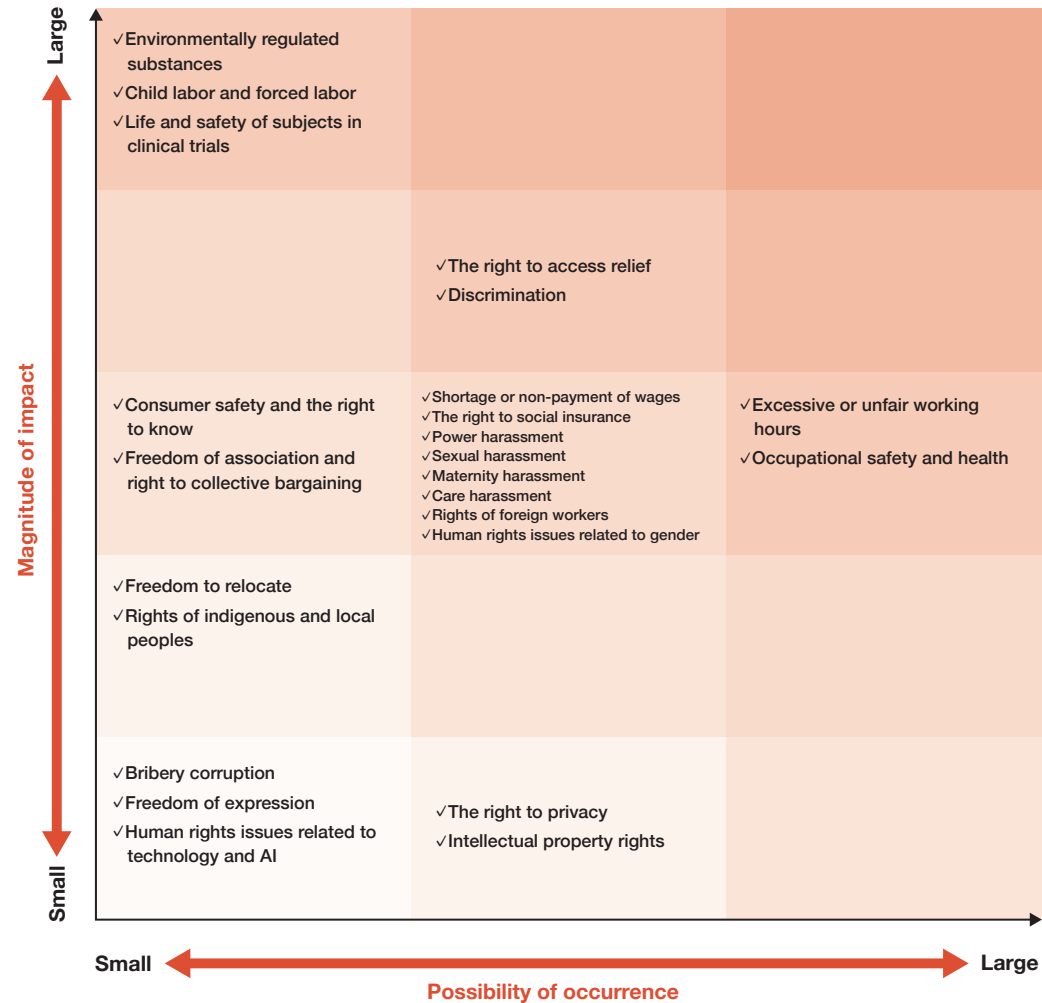 Large
✓Environmentally regulated
substances
✓Child labor and forced labor
✓Life and safety of subjects in
clinical trials
✓The right to access relief
✓Discrimination
Magnitude of impact
✓Consumer safety and the right
to know
✓Freedom of association and
right to collective bargaining
✓Shortage or non-payment of wages
✓The right to social insurance
✓Power harassment
✓Sexual harassment
✓Maternity harassment
✓Care harassment
✓Rights of foreign workers
✓Human rights issues related to gender
✓Excessive or unfair working
hours
✓Occupational safety and health
✓Freedom to relocate
✓Rights of indigenous and local
peoples
✓Bribery corruption
✓Freedom of expression
✓Human rights issues related to
technology and AI
✓The right to privacy
✓Intellectual property rights
Small
Small
Large
Possibility of occurrence